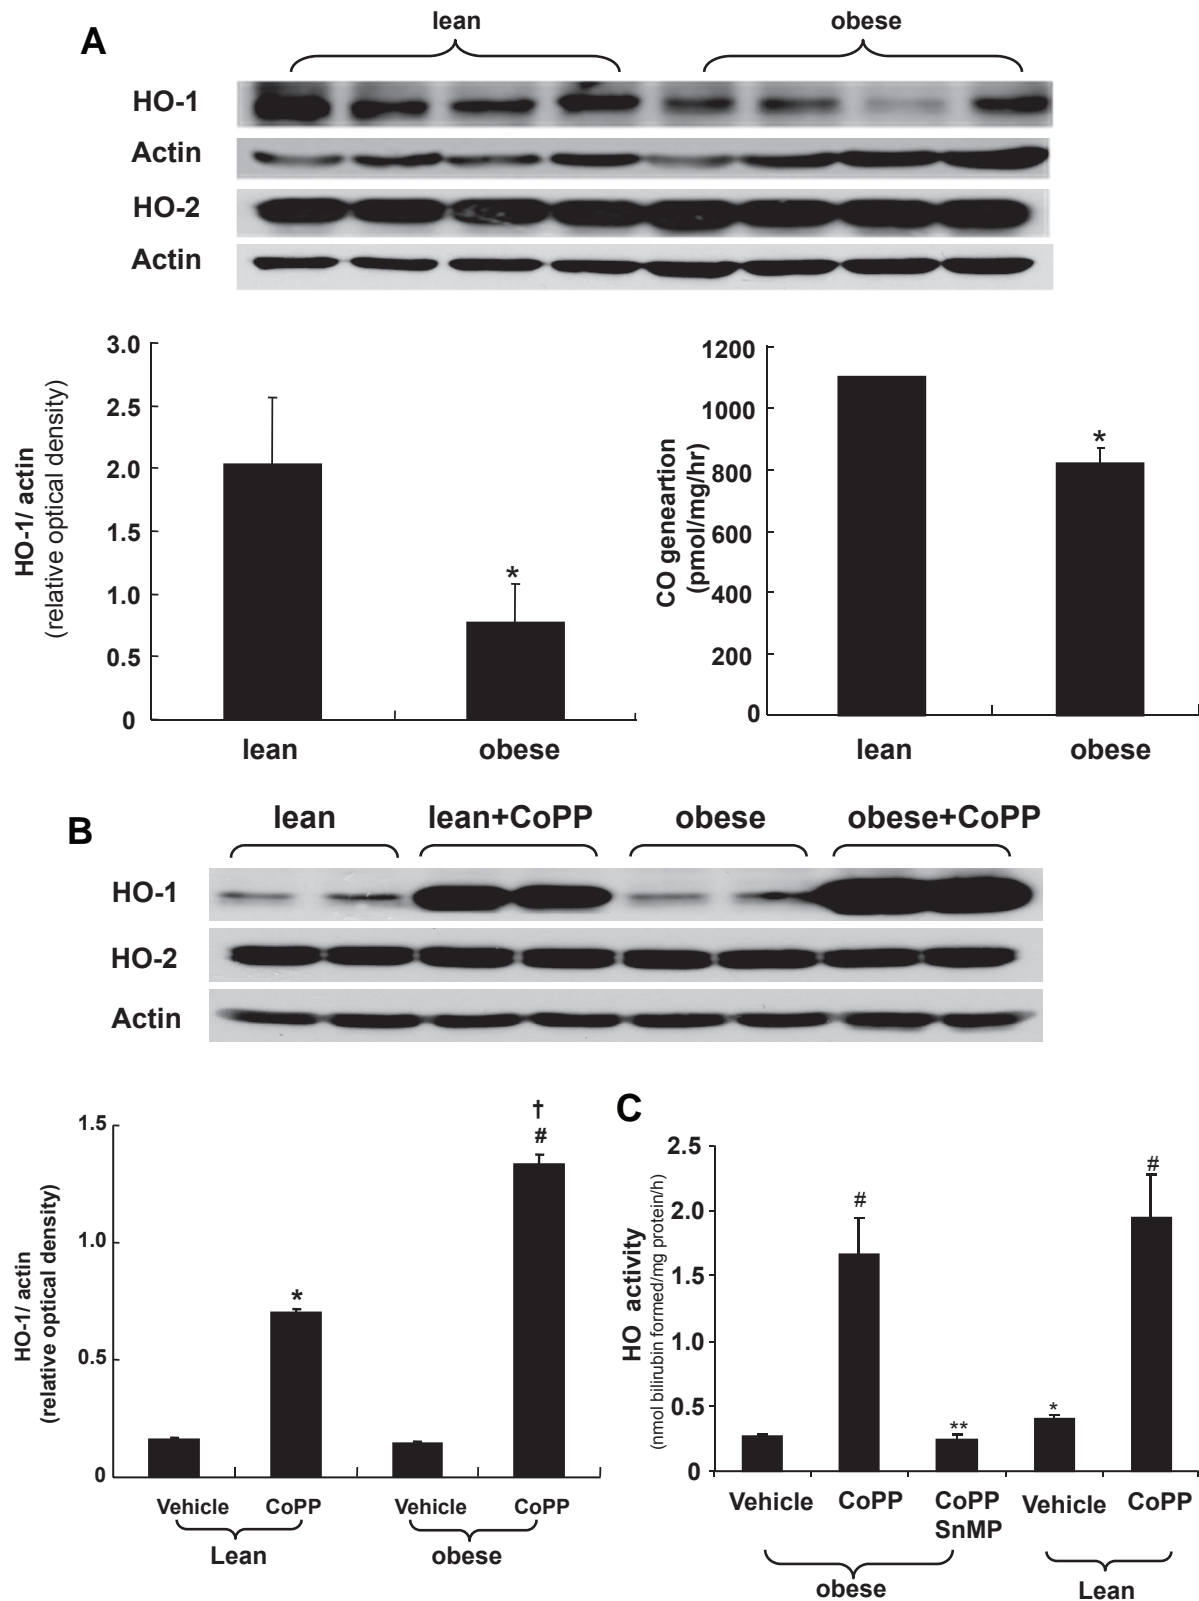 A
lean
obese
HO-1
Actin
HO-2
Actin
HO-1/ actin
(relative optical density)
3.0
2.5
2.0
1.5
1.0
0.5
0
*
lean
obese
CO geneartion
(pmol/mg/hr)
1200
1000
800
600
400
200
0
*
lean
obese
B
lean
lean+CoPP
obese
obese+CoPP
HO-1
HO-2
Actin
HO-1/ actin
(relative optical density)
1.5
1.0
0.5
0
*
†
#
Vehicle
CoPP
Vehicle
CoPP
Lean
obese
C
HO activity
(nmol bilirubin formed/mg protein/h)
2.5
2.0
1.5
1.0
0.5
0
#
**
*
#
Vehicle
CoPP
CoPP
SnMP
Vehicle
CoPP
obese
Lean